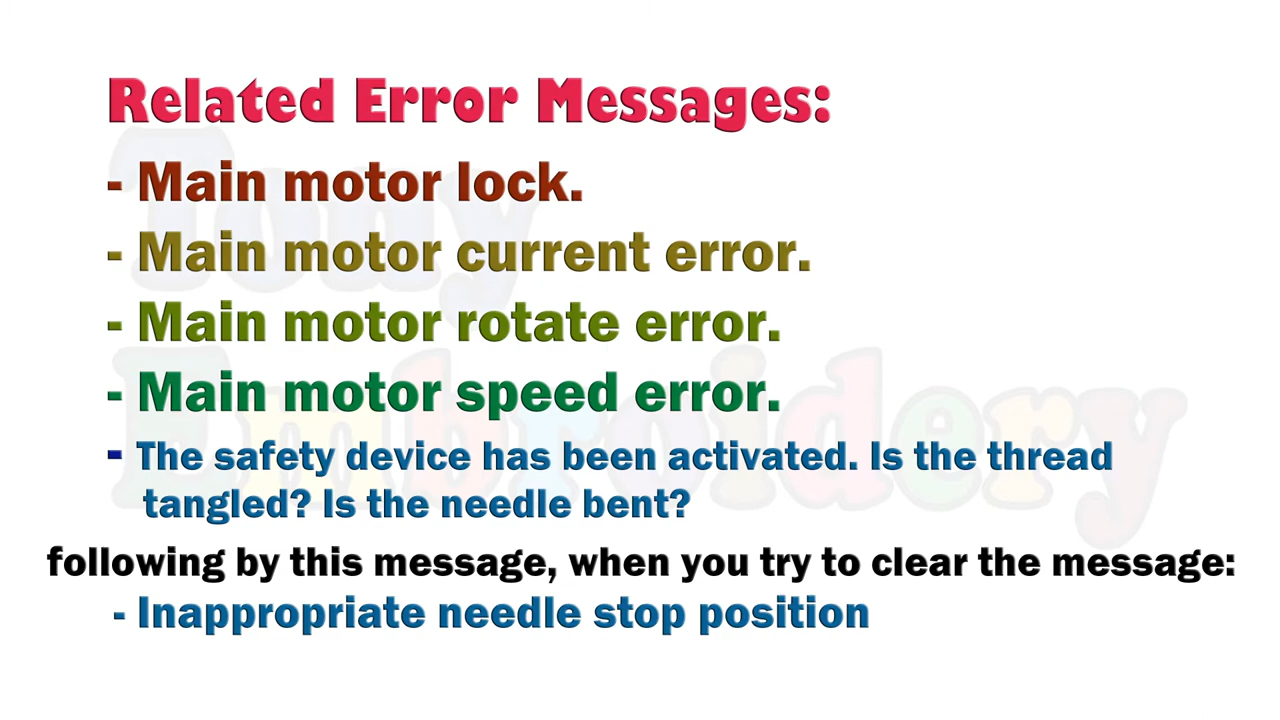 Related Error Messages:
- Main motor lock.
- Main motor current error.
- Main motor rotate error.
- Main motor speed error.
- The safety device has been activated. Is the thread
tangled? Is the needle bent?
following by this message, when you try to clear the message:
- Inappropriate needle stop position
Tony
Embroidery